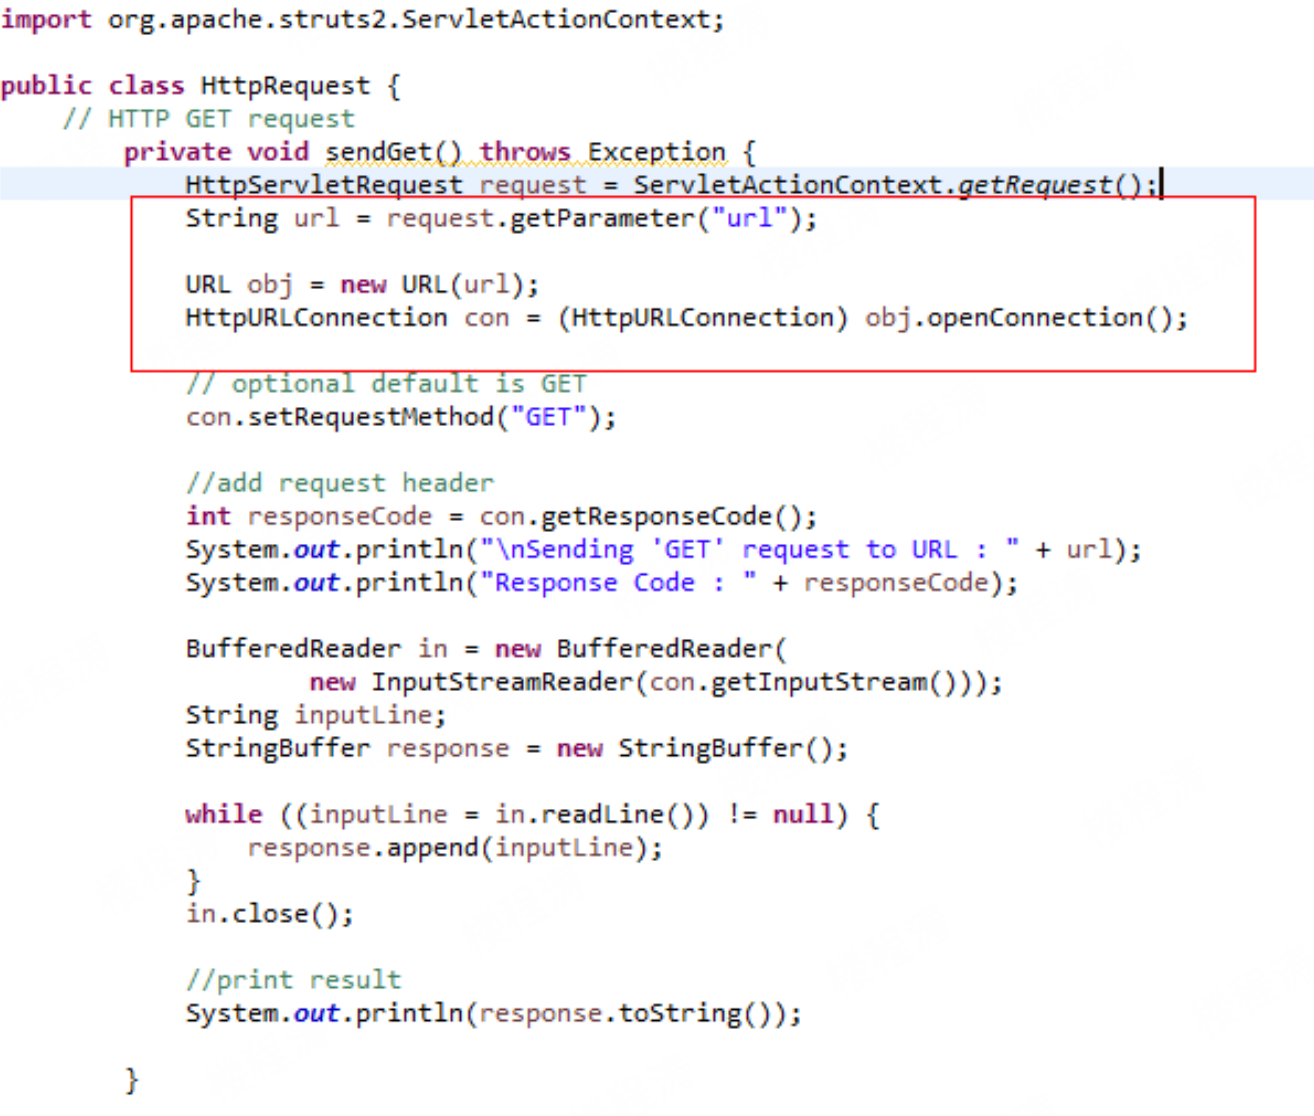 import org.apache.struts2.ServletActionContext;
public class HttpRequest {
// HTTP GET request
private void sendGet() throws Exception {
HttpServletRequest request = ServletActionContext.getRequest();
String url = request.getParameter("url");
URL obj = new URL(url);
HttpURLConnection con = (HttpURLConnection) obj.openConnection();
// optional default is GET
con.setRequestMethod("GET");
//add request header
int responseCode = con.getResponseCode();
System.out.println("\nSending 'GET' request to URL : " + url);
System.out.println("Response Code : " + responseCode);
BufferedReader in = new BufferedReader(
new InputStreamReader(con.getInputStream()));
String inputLine;
StringBuffer response = new StringBuffer();
while ((inputLine = in.readLine()) != null) {
response.append(inputLine);
}
in.close();
//print result
System.out.println(response.toString());
}